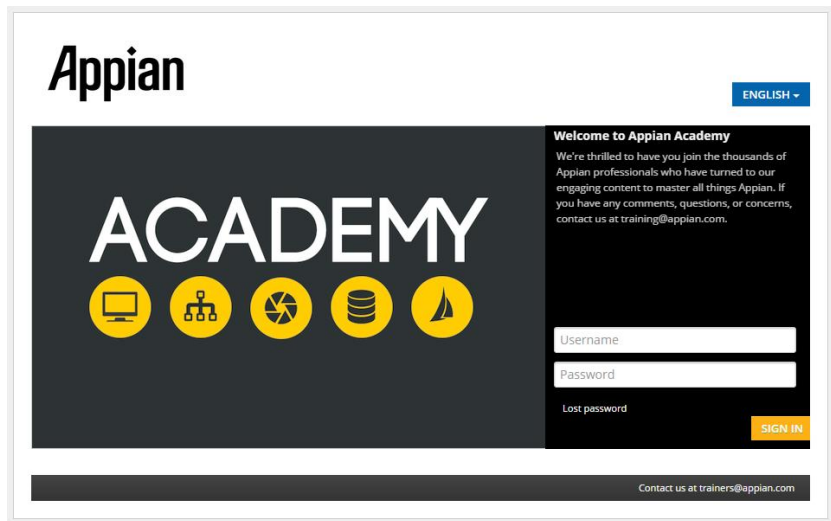 Appian
ENGLISH
ACADEMY
Welcome to Appian Academy
We're thrilled to have you join the thousands of
Appian professionals who have turned to our
engaging content to master all things Appian. If
you have any comments, questions, or concerns,
contact us at training@appian.com.
Username
Password
Lost password
SIGN IN
Contact us at trainers@appian.com